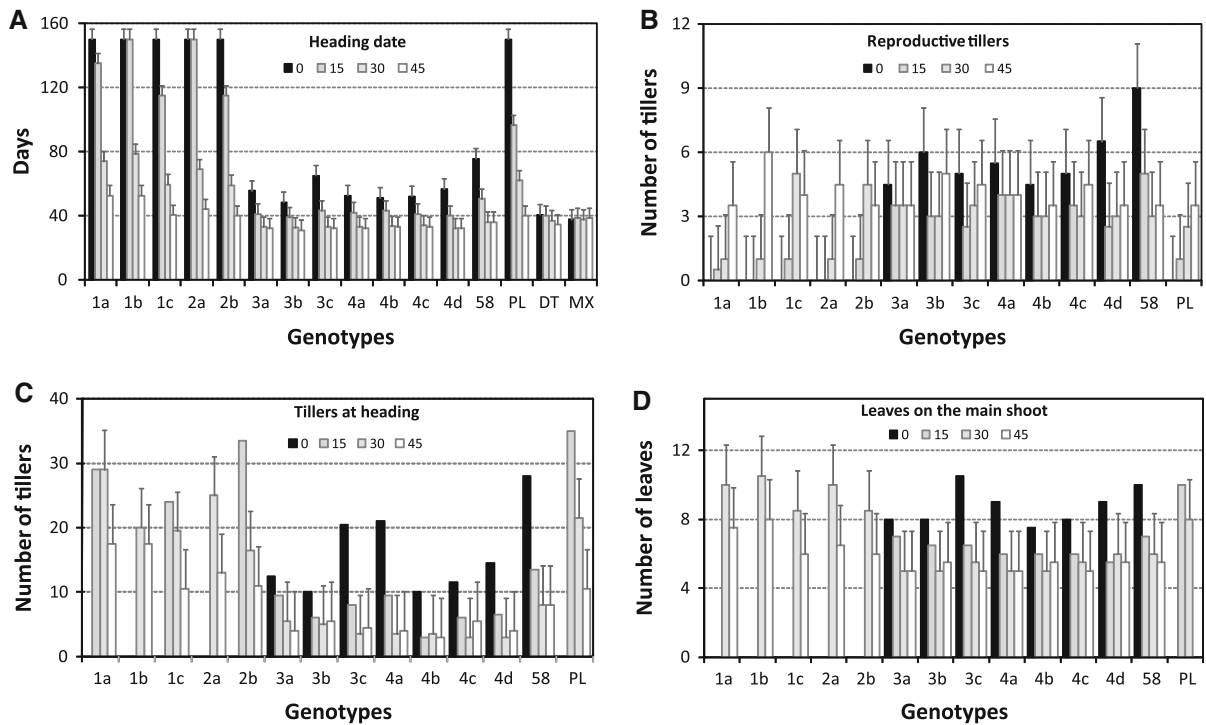 A
Heading date
0 15 30 45
Days
160
120
80
40
0
1a 1b 1c 2a 2b 3a 3b 3c 4a 4b 4c 4d 58 PL DT MX
Genotypes
B
Reproductive tillers
0 15 30 45
Number of tillers
12
9
6
3
0
1a 1b 1c 2a 2b 3a 3b 3c 4a 4b 4c 4d 58 PL
Genotypes
C
Tillers at heading
0 15 30 45
Number of tillers
40
30
20
10
0
1a 1b 1c 2a 2b 3a 3b 3c 4a 4b 4c 4d 58 PL
Genotypes
D
Leaves on the main shoot
0 15 30 45
Number of leaves
12
8
4
0
1a 1b 1c 2a 2b 3a 3b 3c 4a 4b 4c 4d 58 PL
Genotypes